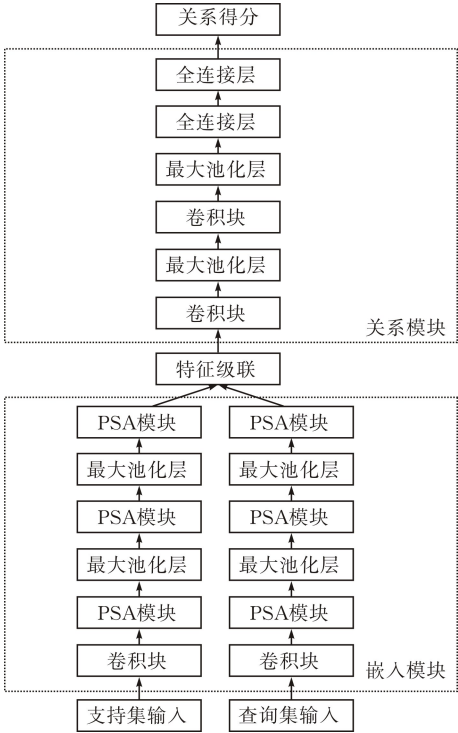 关系得分
全连接层
全连接层
最大池化层
卷积块
最大池化层
卷积块
关系模块
特征级联
PSA模块 PSA模块
最大池化层 最大池化层
PSA模块 PSA模块
最大池化层 最大池化层
PSA模块 PSA模块
卷积块 卷积块
嵌入模块
支持集输入 查询集输入